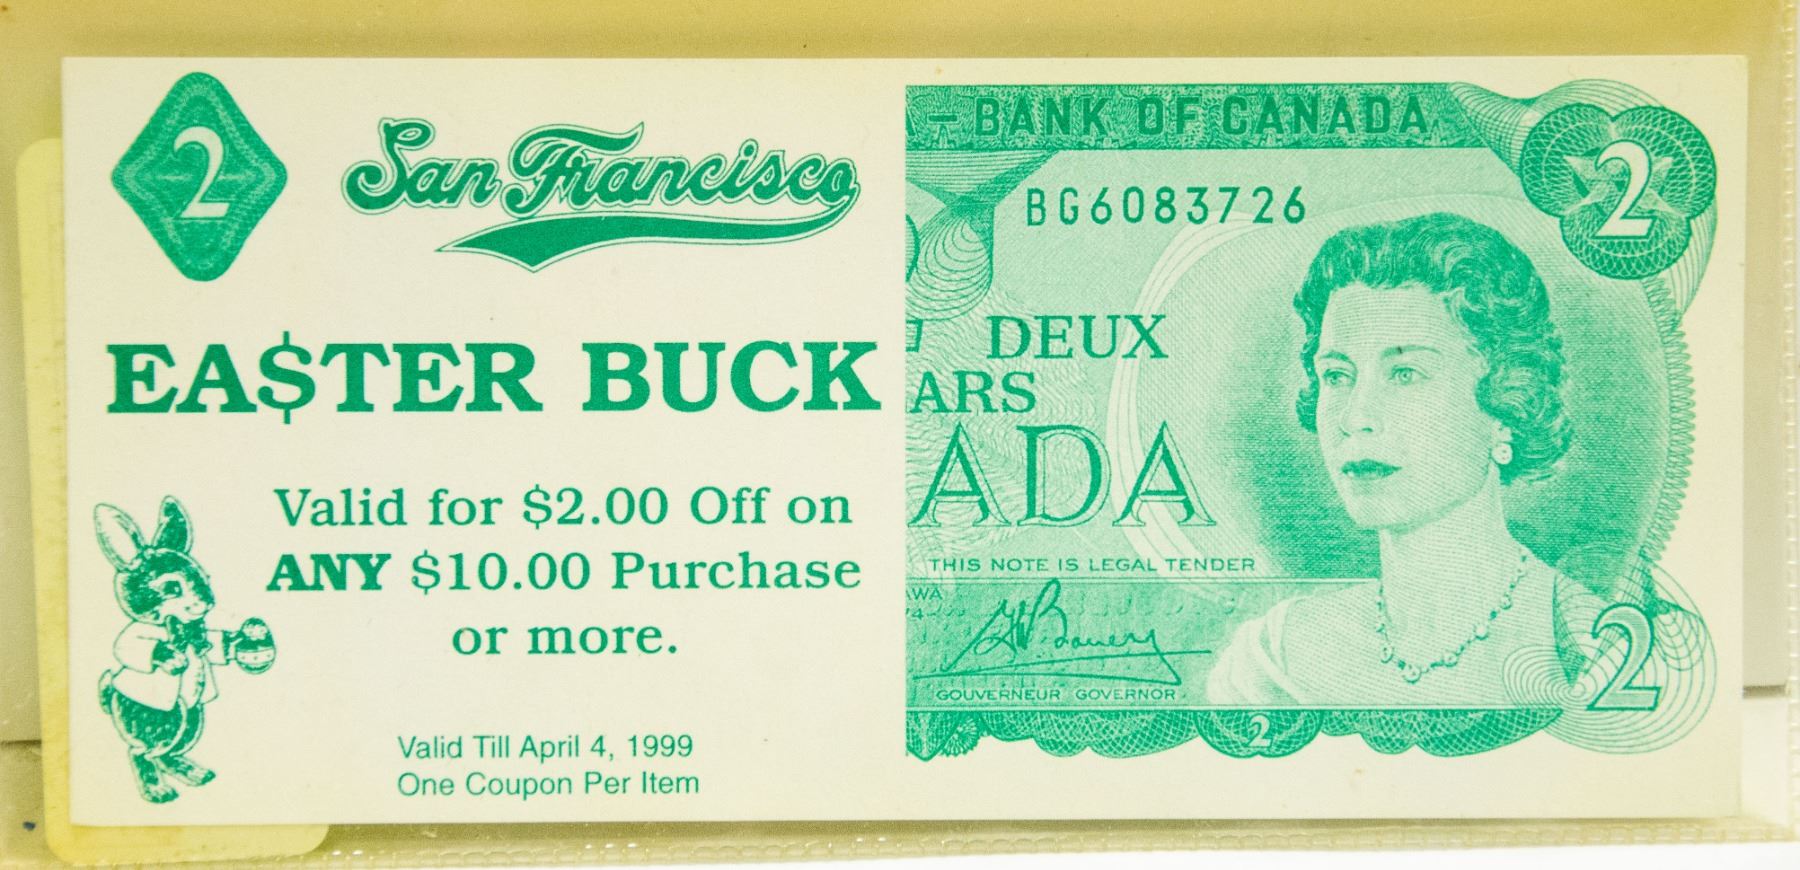 2
San Francisco
EA$TER BUCK
Valid for $2.00 Off on
ANY $10.00 Purchase
or more.
Valid Till April 4, 1999
One Coupon Per Item
– BANK OF CANADA
2
BG6083726
DEUX
ARS
ADA
THIS NOTE IS LEGAL TENDER
WA
GOUVERNEUR GOVERNOR
2
2